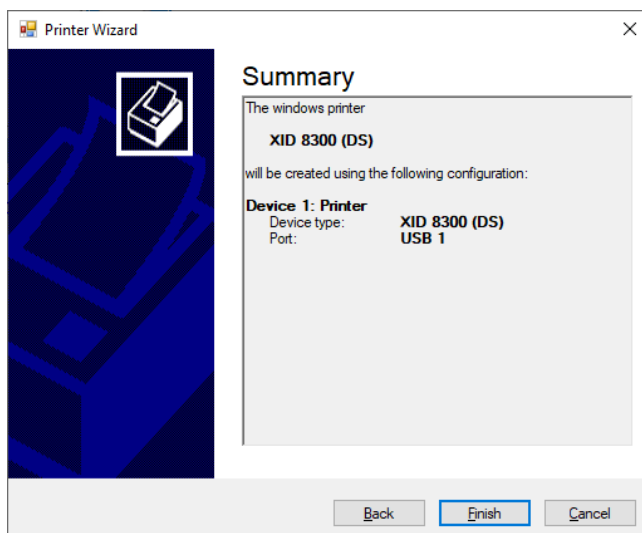 Printer Wizard
Summary
The windows printer
XID 8300 (DS)
will be created using the following configuration:
Device 1: Printer
Device type: XID 8300 (DS)
Port: USB 1
Back Finish Cancel